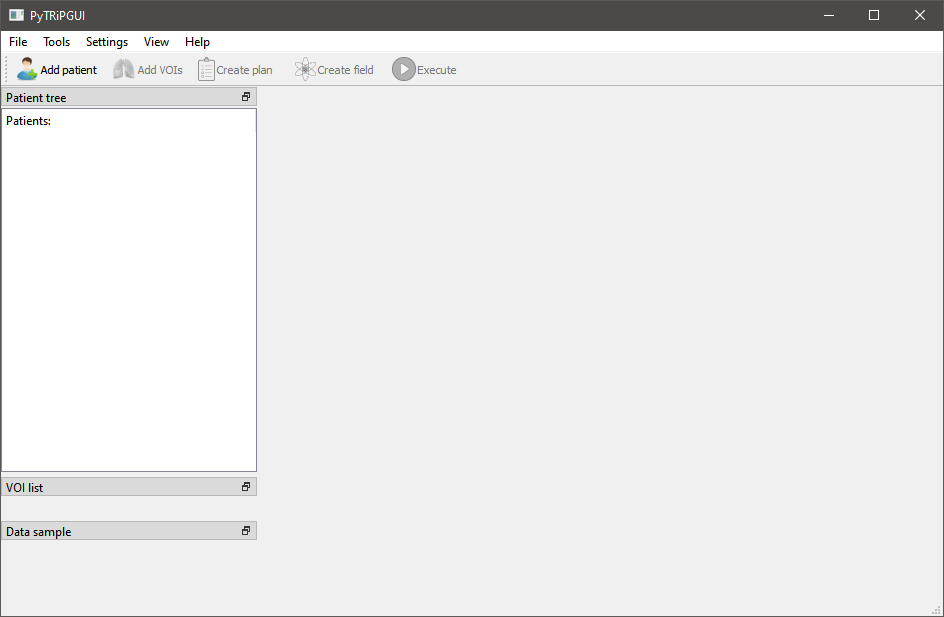 PyTRiPGUI
File Tools Settings View Help
Add patient Add VOIs Create plan Create field Execute
Patient tree
Patients:
VOI list
Data sample